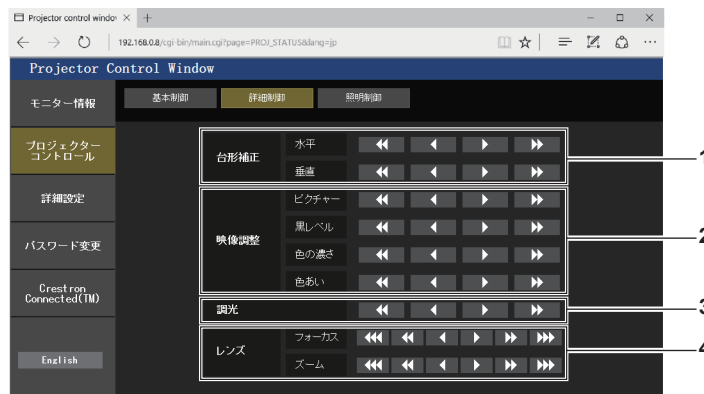 Projector control windov
192.168.0.8/cgi-bin/main.cgi?page=PROJ_STATUS&lang=jp
Projector Control Window
モニター情報
基本制御
詳細制御
照明制御
プロジェクター
コントロール
詳細設定
パスワード変更
Crestron
Connected(TM)
English
台形補正
水平
垂直
1
映像調整
ピクチャー
黒レベル
色の濃さ
色あい
2
調光
3
レンズ
フォーカス
ズーム
4